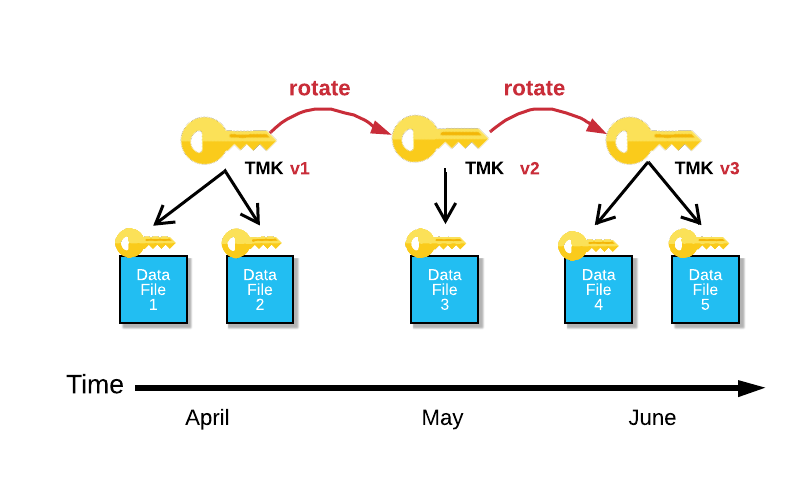 rotate
rotate
TMK v1
TMK v2
TMK v3
Data
File
1
Data
File
2
Data
File
3
Data
File
4
Data
File
5
Time
April
May
June